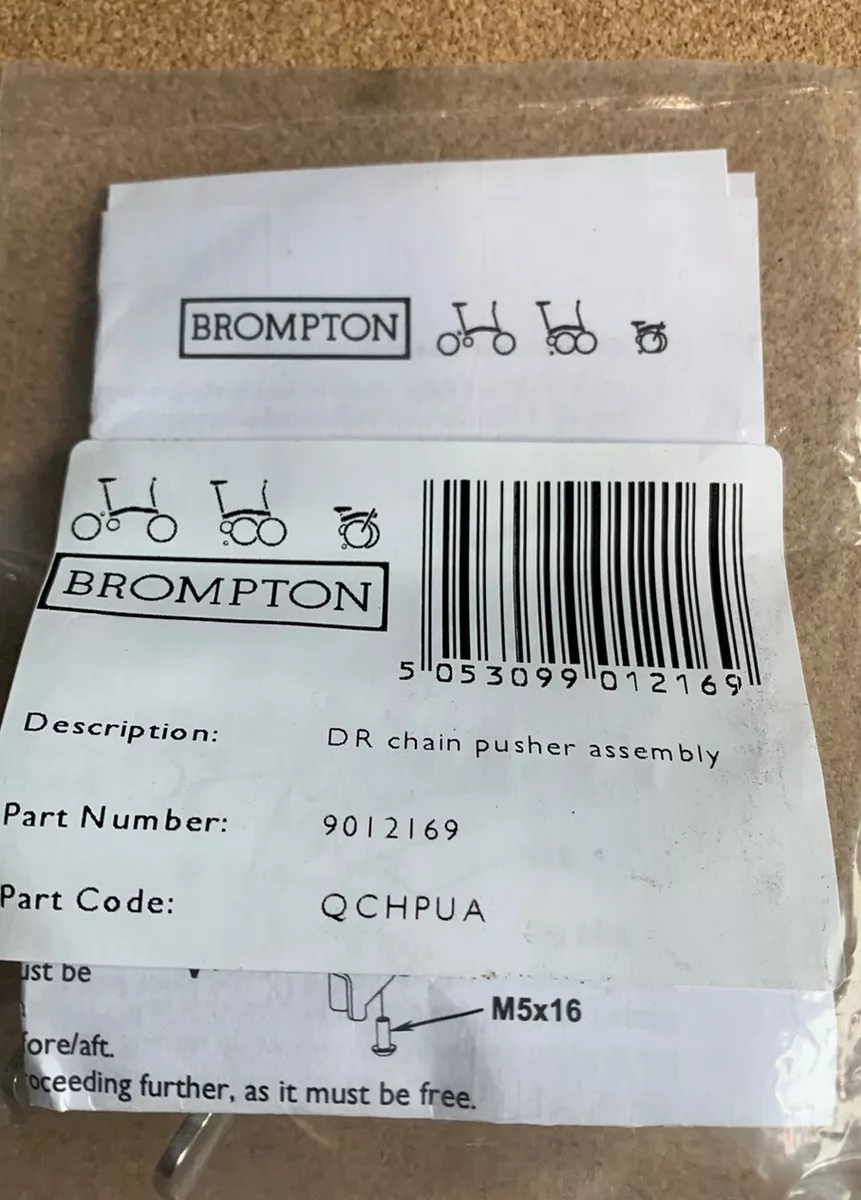 BROMPTON
BROMPTON
5 053099 012169
Description: DR chain pusher assembly
Part Number: 9012169
Part Code: QCHPUA
ust be
M5x16
fore/aft.
oceeding further, as it must be free.